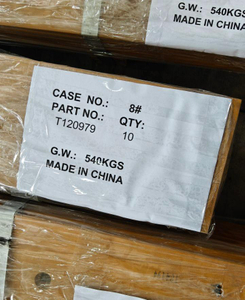 G.W.: 540KGS
MADE IN CHINA
CASE NO.: 8#
PART NO.: QTY:
T120979 10
G.W.: 540KGS
MADE IN CHINA